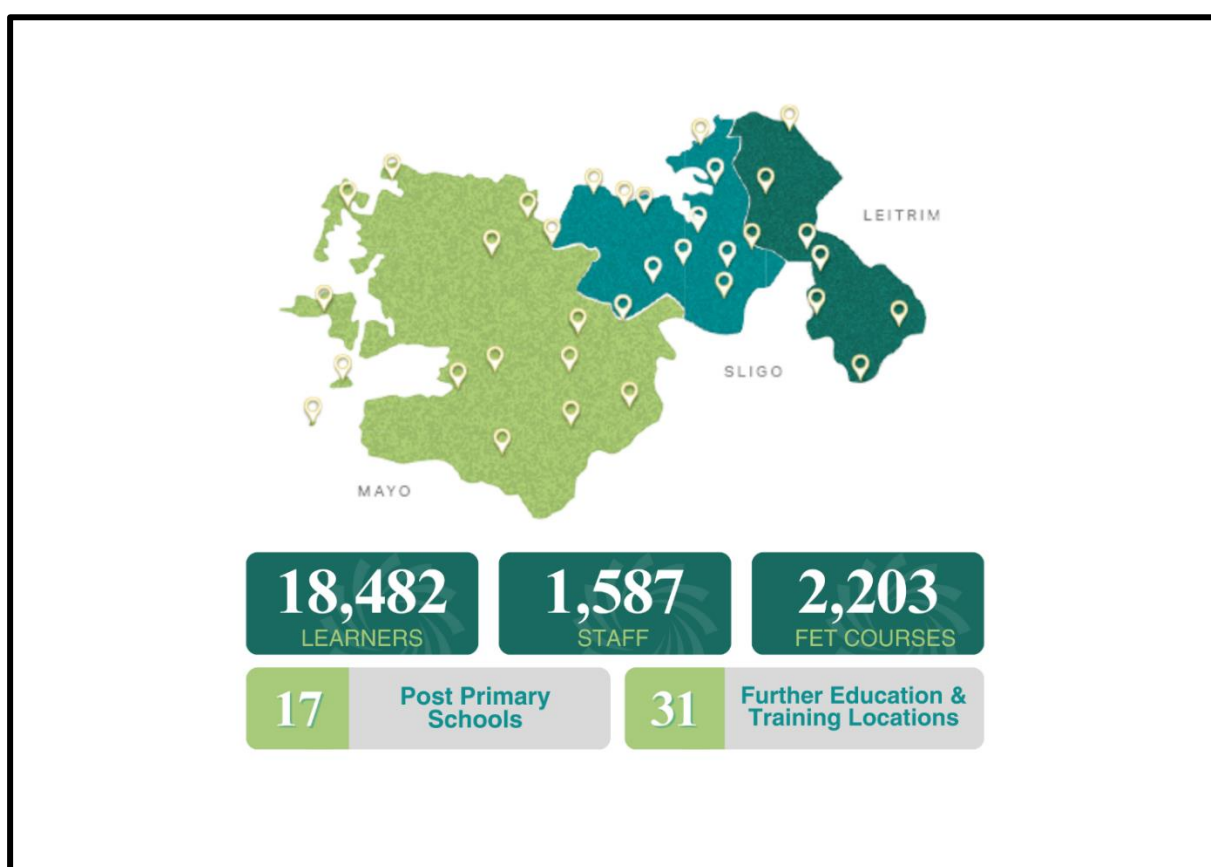 LEITRIM
SLIGO
MAYO
18,482
LEARNERS
1,587
STAFF
2,203
FET COURSES
17
Post Primary
Schools
31
Further Education &
Training Locations